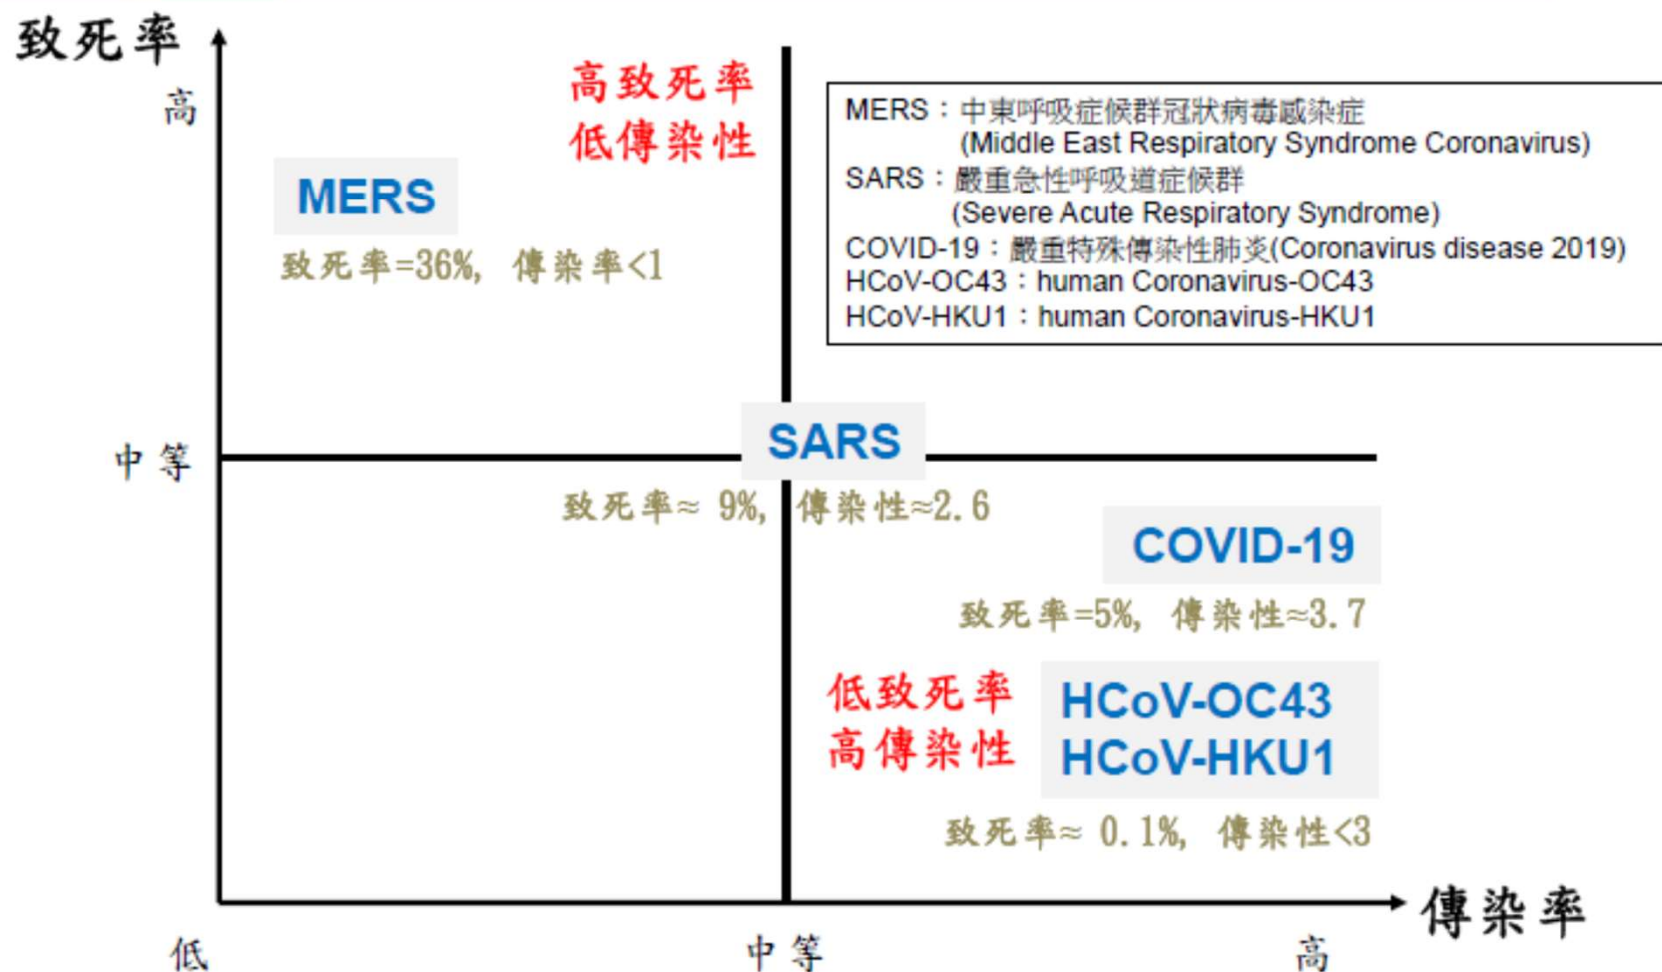 致死率
高
高致死率
低傳染性
MERS：中東呼吸症候群冠狀病毒感染症
(Middle East Respiratory Syndrome Coronavirus)
SARS：嚴重急性呼吸道症候群
(Severe Acute Respiratory Syndrome)
COVID-19：嚴重特殊傳染性肺炎(Coronavirus disease 2019)
HCoV-OC43：human Coronavirus-OC43
HCoV-HKU1：human Coronavirus-HKU1
MERS
致死率=36%, 傳染率<1
中等
SARS
致死率≈ 9%, 傳染性≈2.6
COVID-19
致死率=5%, 傳染性≈3.7
低致死率
高傳染性
HCoV-OC43
HCoV-HKU1
致死率≈ 0.1%, 傳染性<3
傳染率
低
中等
高